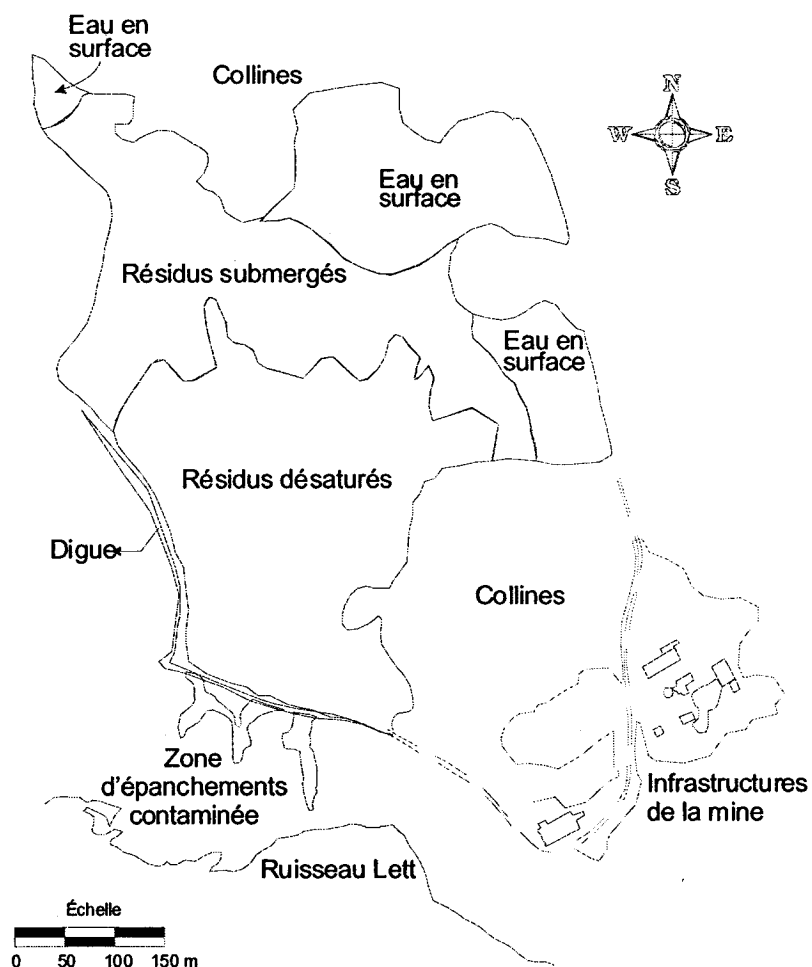 Eau en
surface
Collines
N
W E
S
Eau en
surface
Résidus submergés
Eau en
surface
Résidus désaturés
Digue
Collines
Zone
d'épanchements
contaminée
Infrastructures
de la mine
Ruisseau Lett
Échelle
0 50 100 150 m